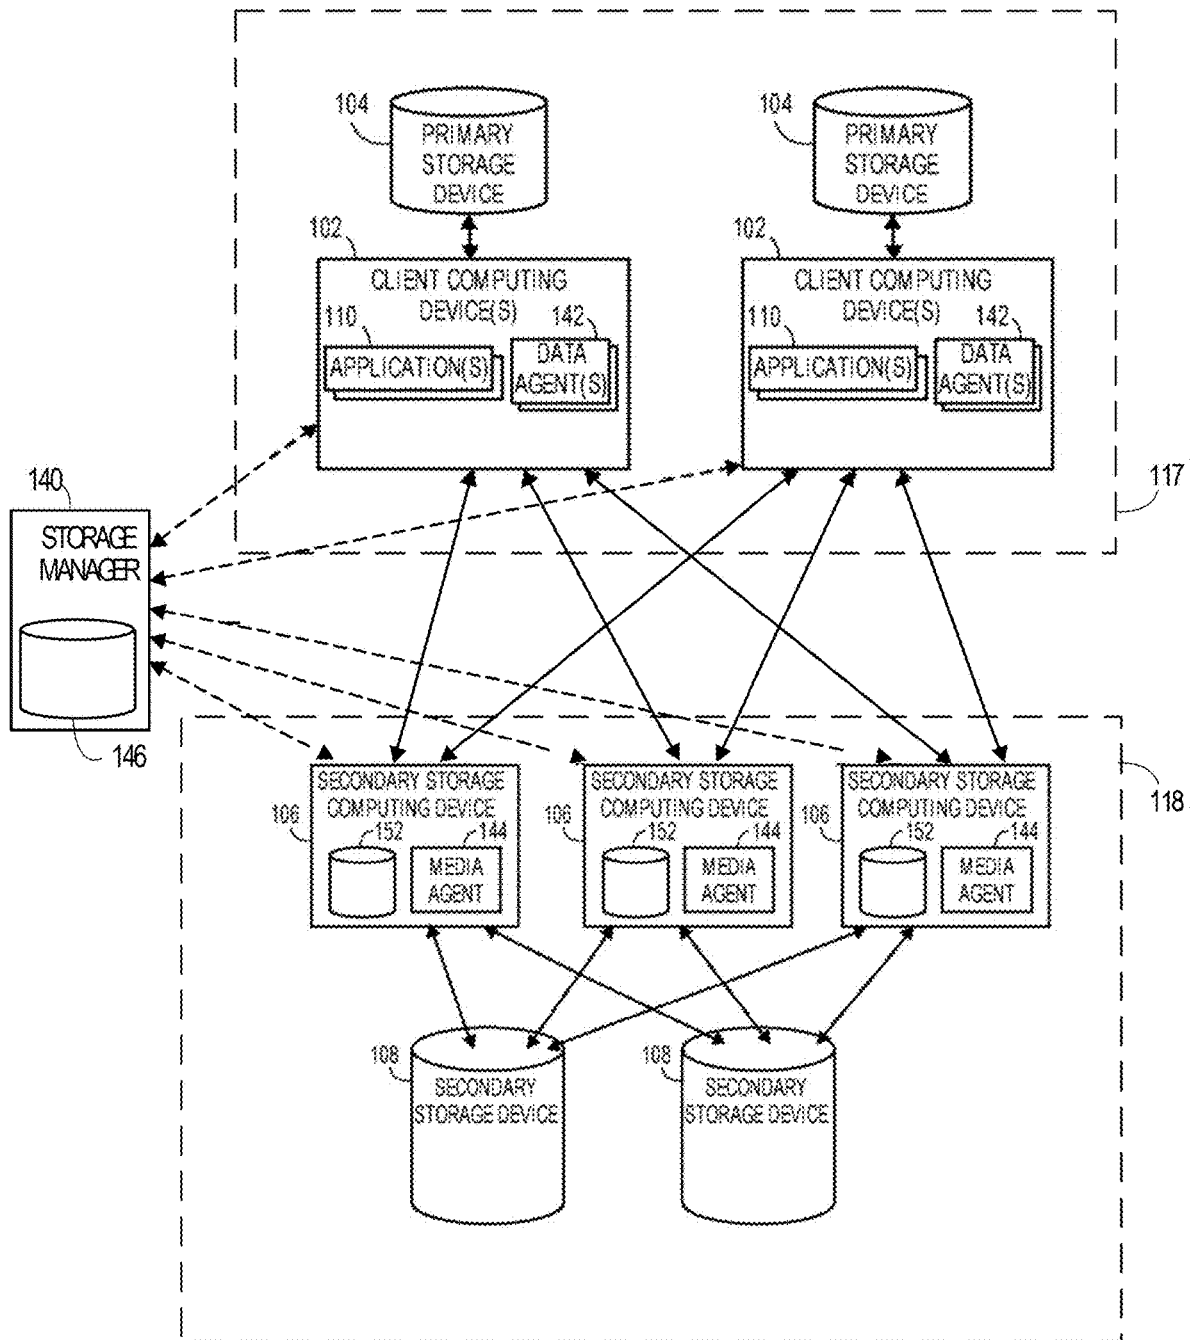 104
PRIMARY
STORAGE
DEVICE
104
PRIMARY
STORAGE
DEVICE
102
CLIENT COMPUTING
DEVICE(S)
110
142
APPLICATION(S)
DATA
AGENT(S)
102
CLIENT COMPUTING
DEVICE(S)
110
142
APPLICATION(S)
DATA
AGENT(S)
117
140
STORAGE
MANAGER
146
118
SECONDARY STORAGE
COMPUTING DEVICE
106
152
144
MEDIA
AGENT
SECONDARY STORAGE
COMPUTING DEVICE
106
152
144
MEDIA
AGENT
SECONDARY STORAGE
COMPUTING DEVICE
106
152
144
MEDIA
AGENT
108
SECONDARY
STORAGE DEVICE
108
SECONDARY
STORAGE DEVICE